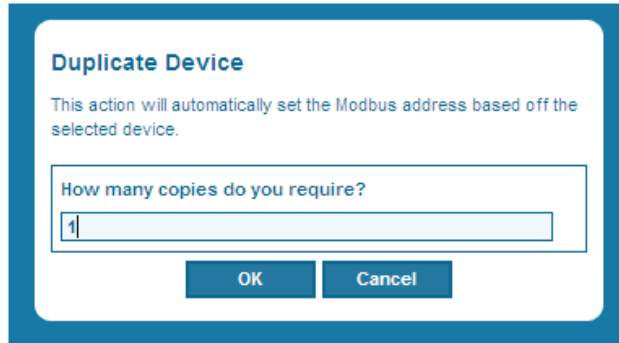 Duplicate Device
This action will automatically set the Modbus address based off the
selected device.
How many copies do you require?
1
OK
Cancel